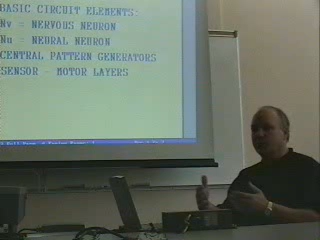 BASIC CIRCUIT ELEMENTS:
Nv = NERVOUS NEURON
Nu = NEURAL NEURON
CENTRAL PATTERN GENERATORS
SENSOR - MOTOR LAYERS